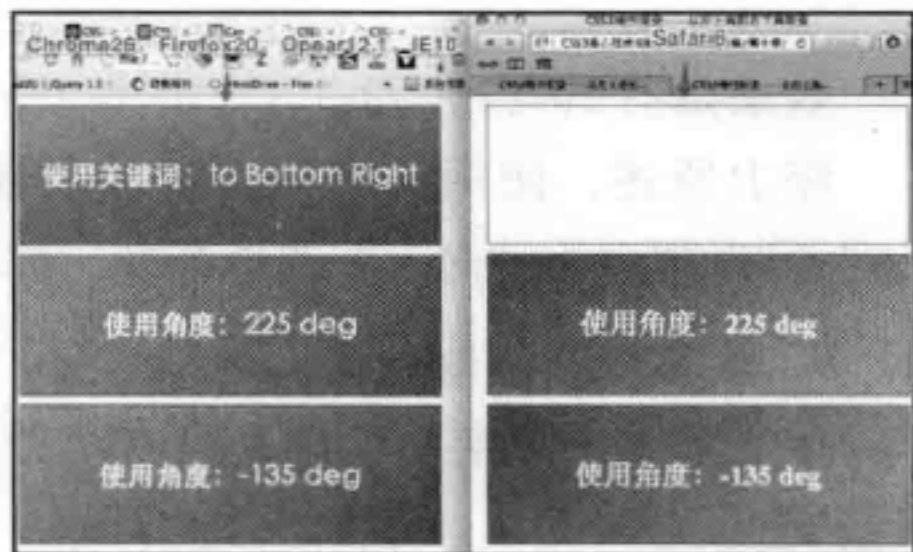 Chrome26、Firefox20、Opear12.1、IE10
Safari6
使用关键词：to Bottom Right
使用角度：225 deg
使用角度：-135 deg
使用角度：225 deg
使用角度：-135 deg